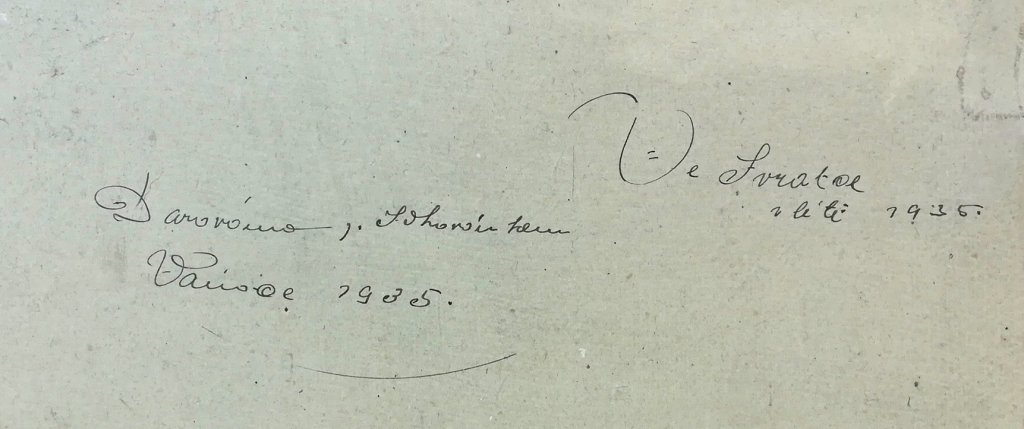 Ve Svratce
v létě 1935.
Darováno p.
Vánoce 1935.